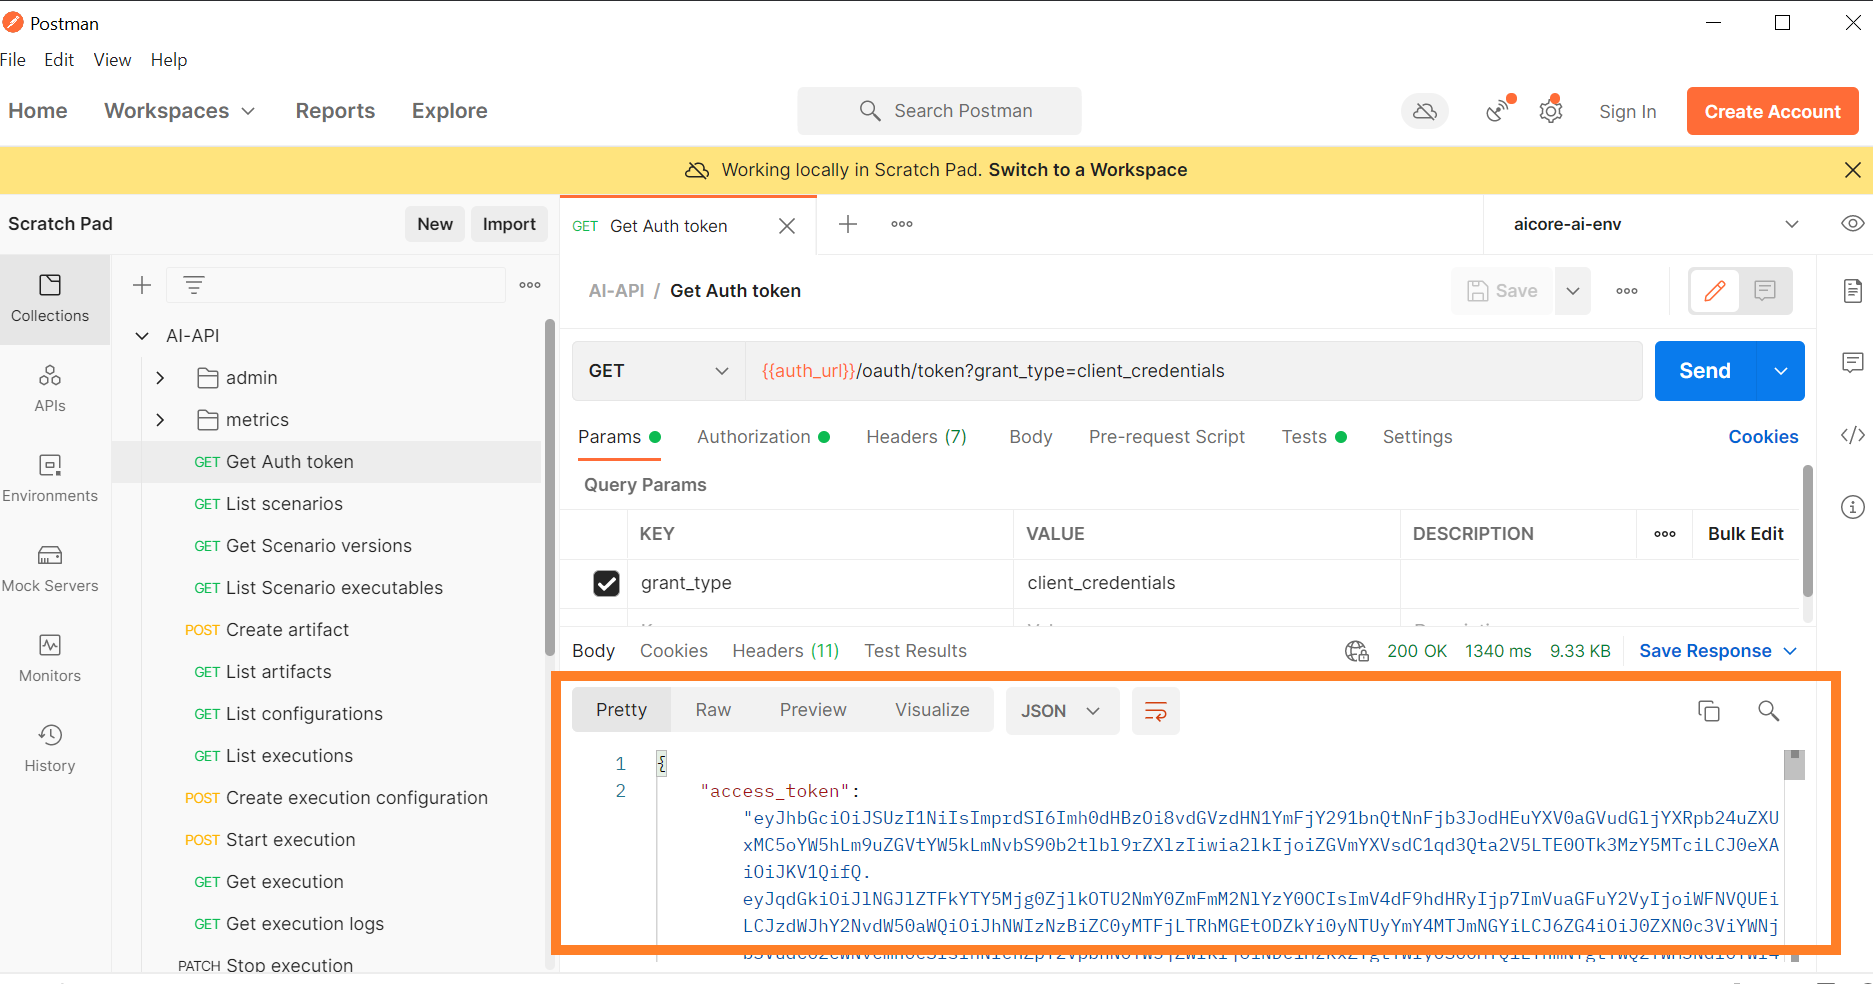 Postman
File Edit View Help
Home Workspaces Reports Explore Search Postman Sign In Create Account
Working locally in Scratch Pad. Switch to a Workspace
Scratch Pad New Import
GET Get Auth token
aicore-ai-env
Collections
APIs
Environments
Mock Servers
Monitors
History
AI-API
admin
metrics
GET Get Auth token
GET List scenarios
GET Get Scenario versions
GET List Scenario executables
POST Create artifact
GET List artifacts
GET List configurations
GET List executions
POST Create execution configuration
POST Start execution
GET Get execution
GET Get execution logs
PATCH Stop execution
AI-API / Get Auth token Save
GET {{auth_url}}/oauth/token?grant_type=client_credentials Send
Params Authorization Headers (7) Body Pre-request Script Tests Settings Cookies
Query Params
KEY VALUE DESCRIPTION Bulk Edit
grant_type client_credentials
Body Cookies Headers (11) Test Results 200 OK 1340 ms 9.33 KB Save Response
Pretty Raw Preview Visualize JSON
1 {
2 "access_token":
"eyJhbGciOiJSUzI1NiIsImprdSI6Imh0dHBzOi8vdGVzdHN1YmFjY291bnQtNnFjb3JodHEuYXV0aGVudGljYXRpb24uZXU
xMC5oYW5hLm9uZGVtYW5kLmNvbS90b2tlbl9rZXlzIiwia2lkIjoiZGVmYXVsdC1qd3Qta2V5LTE0OTk3MzY5MTciLCJ0eXA
iOiJKV1QifQ.
eyJqdGkiOiJlNGJlZTFkYTY5Mjg0ZjlkOTU2NmY0ZmFmM2NlYzY0OCIsImV4dF9hdHRyIjp7ImVuaGFuY2VyIjoiWFNVQUEi
LCJzdWJhY2NvdW50aWQiOiJhNWIzNzBiZC0yMTFjLTRhMGEtODZkYi0yNTUyYmY4MTJmNGYiLCJ6ZG4iOiJ0ZXN0c3ViYWNj